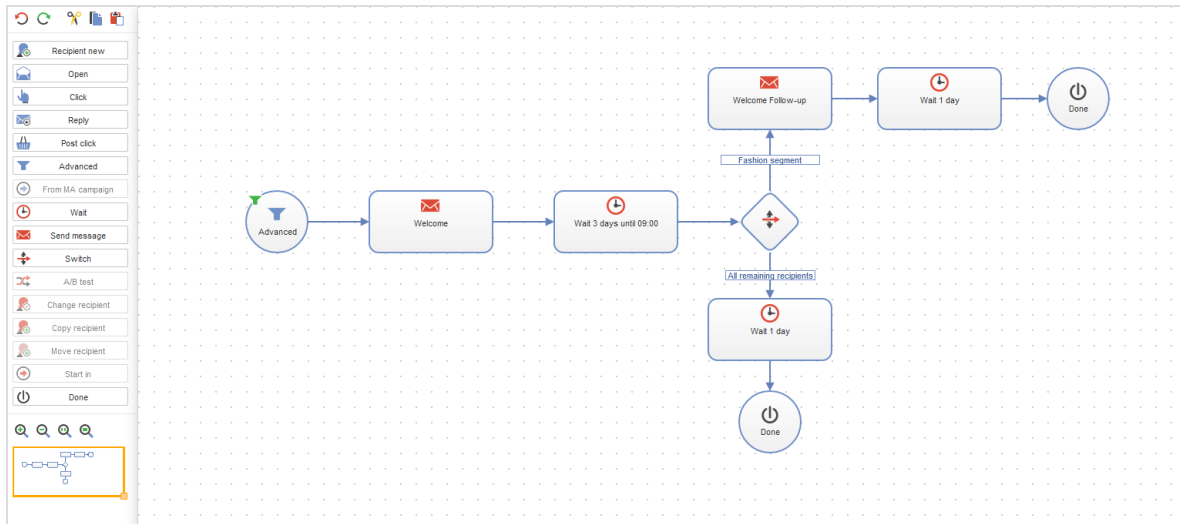 Recipient new
Open
Click
Reply
Post click
Advanced
From MA campaign
Wait
Send message
Switch
A/B test
Change recipient
Copy recipient
Move recipient
Start in
Done
Advanced
Welcome
Wait 3 days until 09:00
Fashion segment
Welcome Follow-up
Wait 1 day
Done
All remaining recipients
Wait 1 day
Done